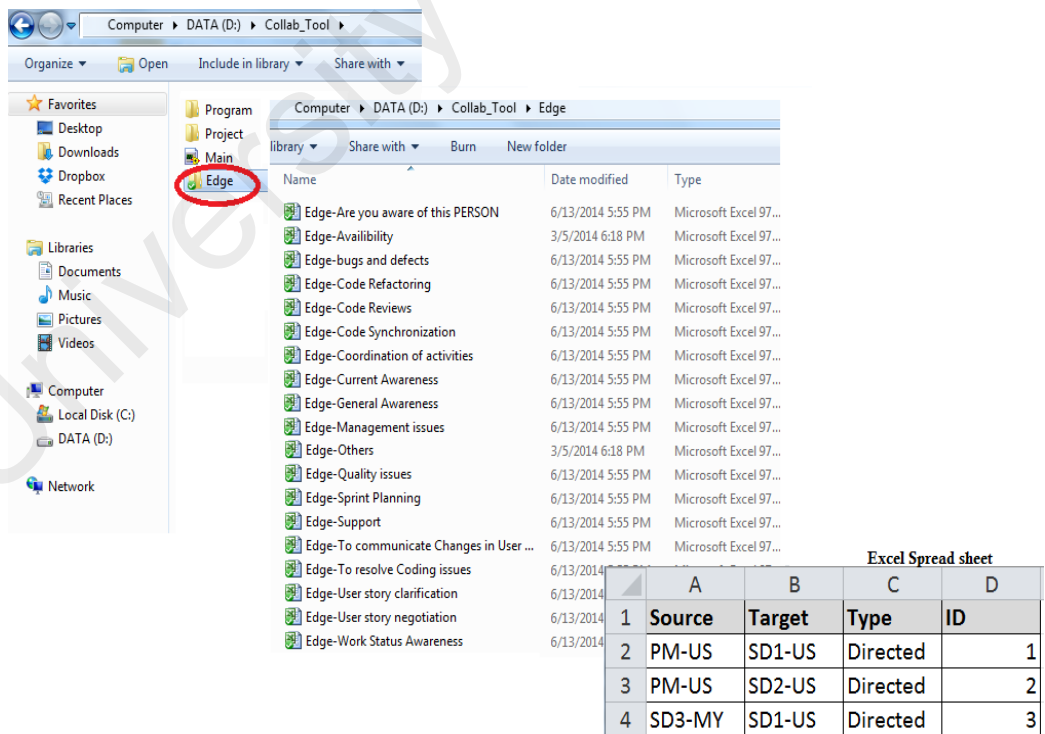 Computer ▸ DATA (D:) ▸ Collab_Tool ▸
Organize ▾ Open Include in library ▾ Share with ▾
Favorites
Desktop
Downloads
Dropbox
Recent Places
Libraries
Documents
Music
Pictures
Videos
Computer
Local Disk (C:)
DATA (D:)
Network
Program
Project
Main
Edge
Computer ▸ DATA (D:) ▸ Collab_Tool ▸ Edge
library ▾ Share with ▾ Burn New folder
Name Date modified Type
Edge-Are you aware of this PERSON 6/13/2014 5:55 PM Microsoft Excel 97...
Edge-Availibility 3/5/2014 6:18 PM Microsoft Excel 97...
Edge-bugs and defects 6/13/2014 5:55 PM Microsoft Excel 97...
Edge-Code Refactoring 6/13/2014 5:55 PM Microsoft Excel 97...
Edge-Code Reviews 6/13/2014 5:55 PM Microsoft Excel 97...
Edge-Code Synchronization 6/13/2014 5:55 PM Microsoft Excel 97...
Edge-Coordination of activities 6/13/2014 5:55 PM Microsoft Excel 97...
Edge-Current Awareness 6/13/2014 5:55 PM Microsoft Excel 97...
Edge-General Awareness 6/13/2014 5:55 PM Microsoft Excel 97...
Edge-Management issues 6/13/2014 5:55 PM Microsoft Excel 97...
Edge-Others 3/5/2014 6:18 PM Microsoft Excel 97...
Edge-Quality issues 6/13/2014 5:55 PM Microsoft Excel 97...
Edge-Sprint Planning 6/13/2014 5:55 PM Microsoft Excel 97...
Edge-Support 6/13/2014 5:55 PM Microsoft Excel 97...
Edge-To communicate Changes in User ... 6/13/2014 5:55 PM Microsoft Excel 97...
Edge-To resolve Coding issues 6/13/2014
Edge-User story clarification 6/13/2014
Edge-User story negotiation 6/13/2014
Edge-Work Status Awareness 6/13/2014
Excel Spread sheet
A B C D
1 Source Target Type ID
2 PM-US SD1-US Directed 1
3 PM-US SD2-US Directed 2
4 SD3-MY SD1-US Directed 3
University